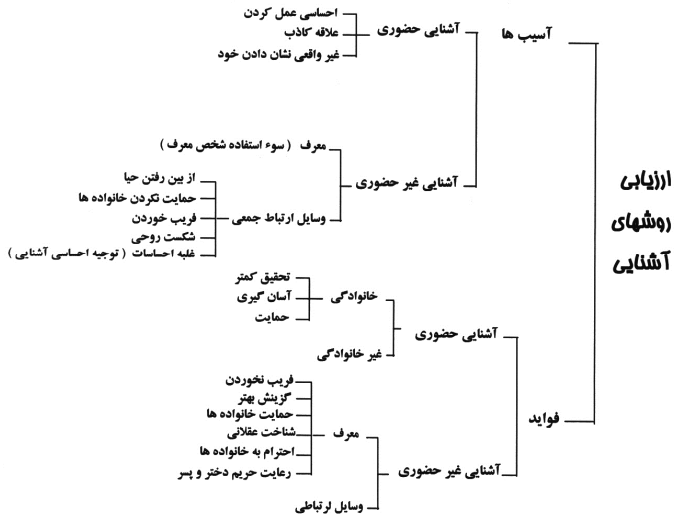 ارزیابی
روشهای
آشنایی
آسیب ها
آشنایی حضوری
احساسی عمل کردن
علاقه کاذب
غیر واقعی نشان دادن خود
آشنایی غیر حضوری
معرف ( سوء استفاده شخص معرف )
وسایل ارتباط جمعی
از بین رفتن حیا
حمایت نکردن خانواده ها
فریب خوردن
شکست روحی
غلبه احساسات ( توجیه احساسی آشنایی )
فواید
آشنایی حضوری
خانوادگی
تحقیق کمتر
آسان گیری
حمایت
غیر خانوادگی
آشنایی غیر حضوری
معرف
فریب نخوردن
گزینش بهتر
حمایت خانواده ها
شناخت عقلانی
احترام به خانواده ها
رعایت حریم دختر و پسر
وسایل لرتباطی